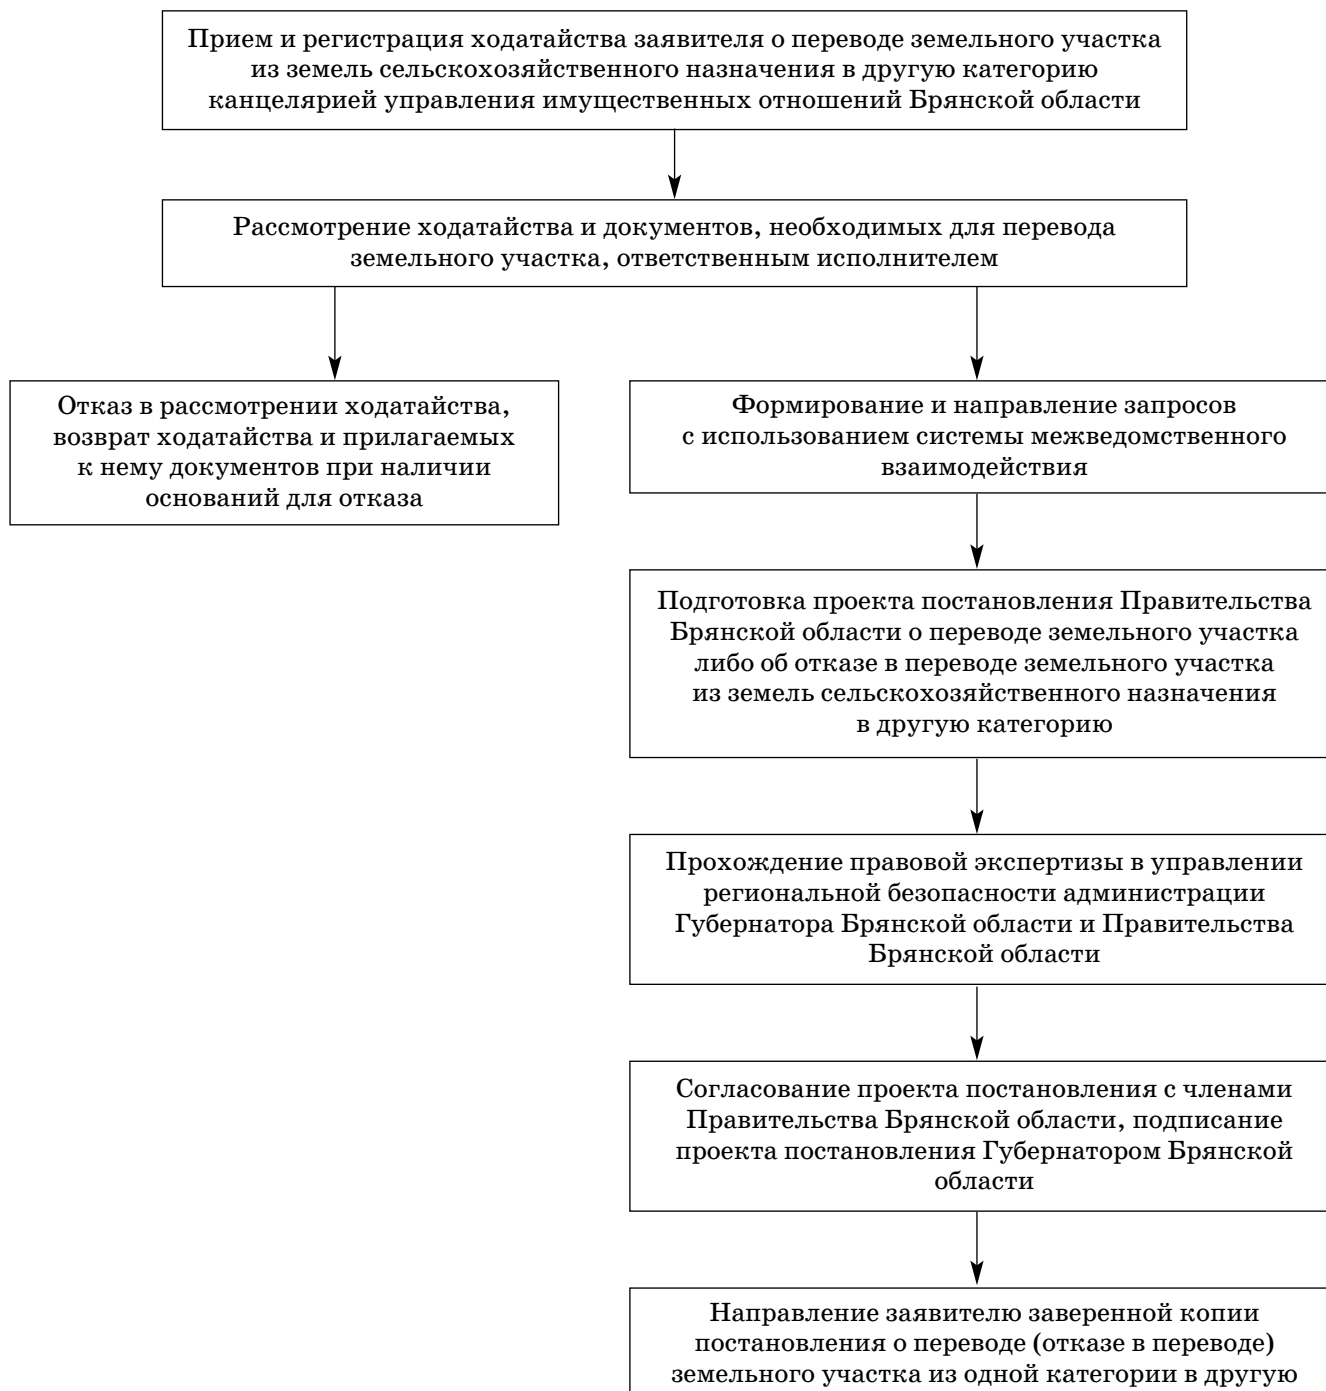 Прием и регистрация ходатайства заявителя о переводе земельного участка
из земель сельскохозяйственного назначения в другую категорию
канцелярией управления имущественных отношений Брянской области
Рассмотрение ходатайства и документов, необходимых для перевода
земельного участка, ответственным исполнителем
Отказ в рассмотрении ходатайства,
возврат ходатайства и прилагаемых
к нему документов при наличии
оснований для отказа
Формирование и направление запросов
с использованием системы межведомственного
взаимодействия
Подготовка проекта постановления Правительства
Брянской области о переводе земельного участка
либо об отказе в переводе земельного участка
из земель сельскохозяйственного назначения
в другую категорию
Прохождение правовой экспертизы в управлении
региональной безопасности администрации
Губернатора Брянской области и Правительства
Брянской области
Согласование проекта постановления с членами
Правительства Брянской области, подписание
проекта постановления Губернатором Брянской
области
Направление заявителю заверенной копии
постановления о переводе (отказе в переводе)
земельного участка из одной категории в другую